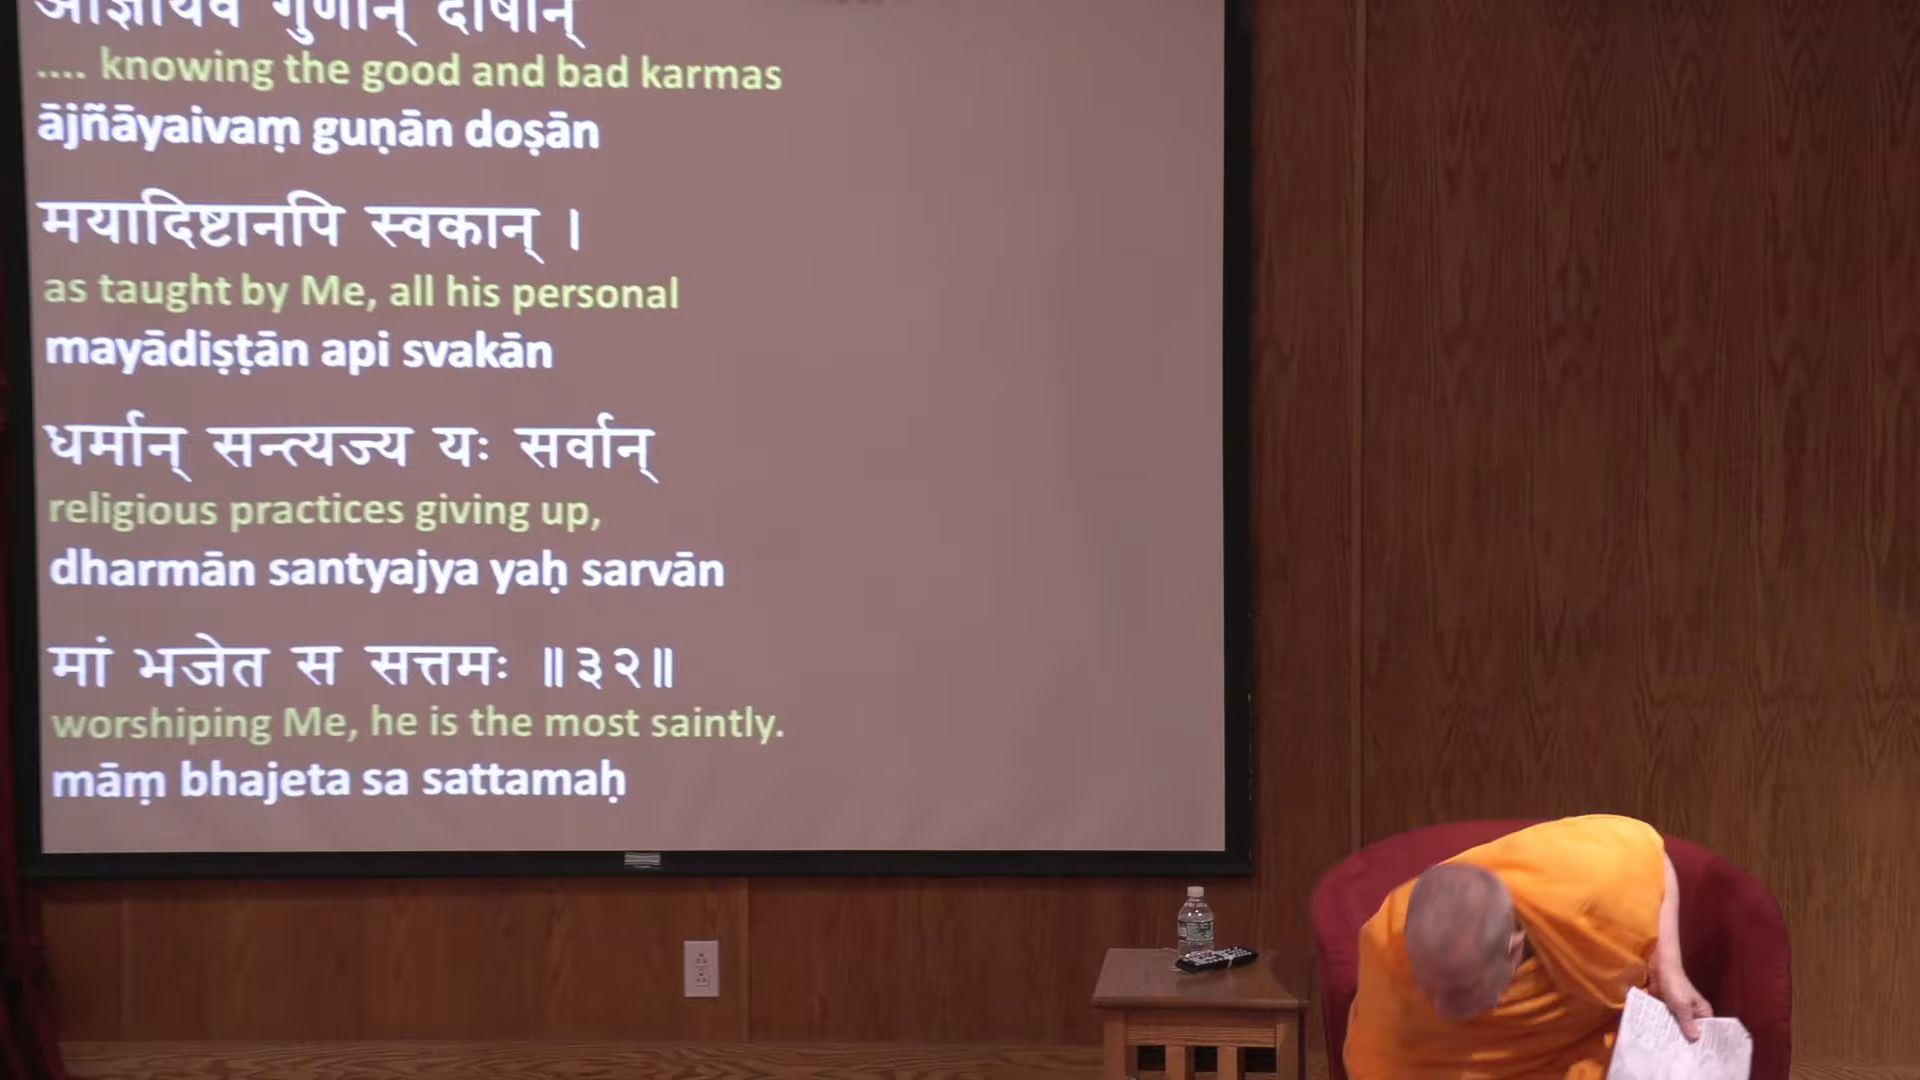 आज्ञायैवं गुणान् दोषान्
.... knowing the good and bad karmas
ājñāyaivaṃ guṇān doṣān
मयादिष्टानपि स्वकान् ।
as taught by Me, all his personal
mayādiṣṭān api svakān
धर्मान् सन्त्यज्य यः सर्वान्
religious practices giving up,
dharmān santyajya yaḥ sarvān
मां भजेत स सत्तमः ॥३२॥
worshiping Me, he is the most saintly.
māṃ bhajeta sa sattamaḥ